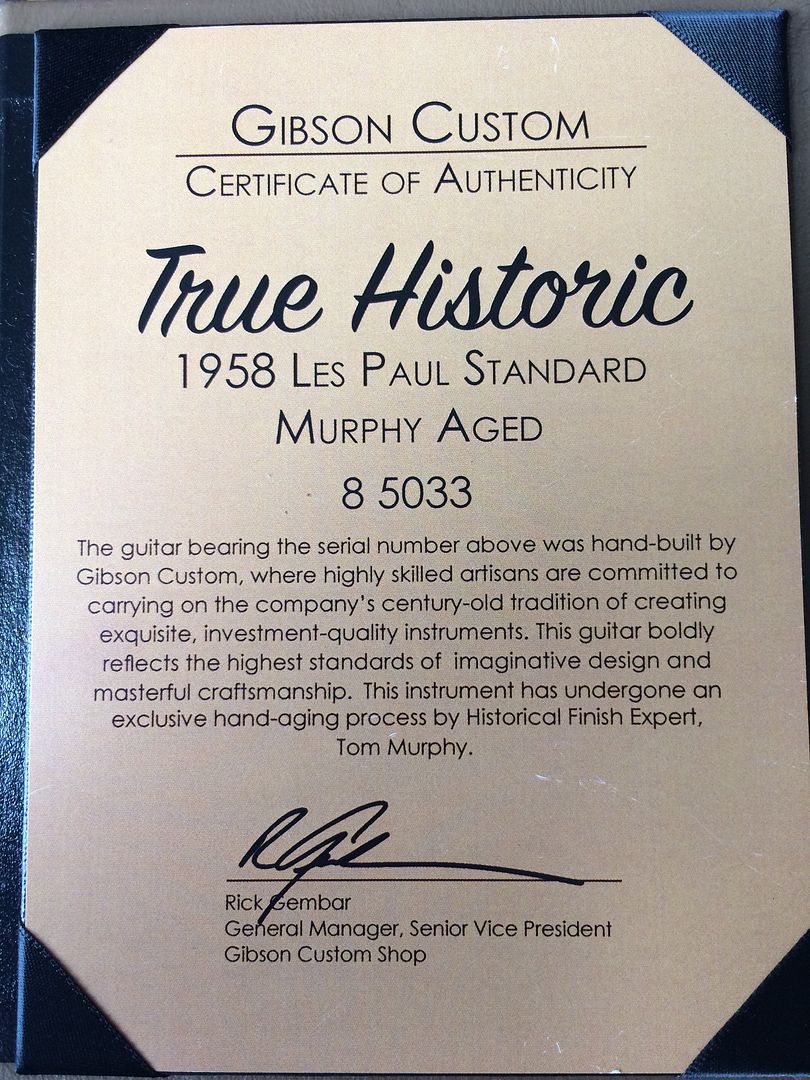 GIBSON CUSTOM
CERTIFICATE OF AUTHENTICITY
True Historic
1958 LES PAUL STANDARD
MURPHY AGED
8 5033
The guitar bearing the serial number above was hand-built by
Gibson Custom, where highly skilled artisans are committed to
carrying on the company's century-old tradition of creating
exquisite, investment-quality instruments. This guitar boldly
reflects the highest standards of imaginative design and
masterful craftsmanship. This instrument has undergone an
exclusive hand-aging process by Historical Finish Expert,
Tom Murphy.
Rick Gembar
General Manager, Senior Vice President
Gibson Custom Shop